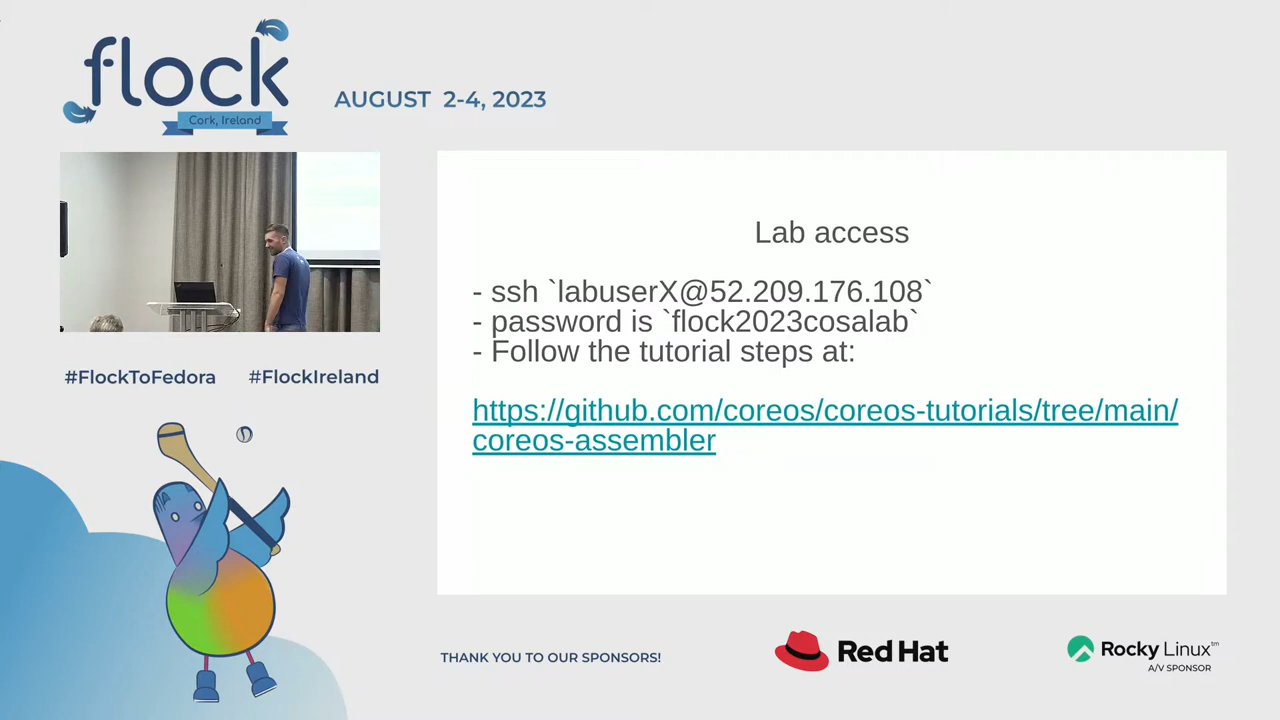 flock
Cork, Ireland
AUGUST 2-4, 2023
Lab access
- ssh `labuserX@52.209.176.108`
- password is `flock2023cosalab`
- Follow the tutorial steps at:
https://github.com/coreos/coreos-tutorials/tree/main/
coreos-assembler
#FlockToFedora #FlockIreland
THANK YOU TO OUR SPONSORS!
Red Hat
Rocky Linux™
A/V SPONSOR